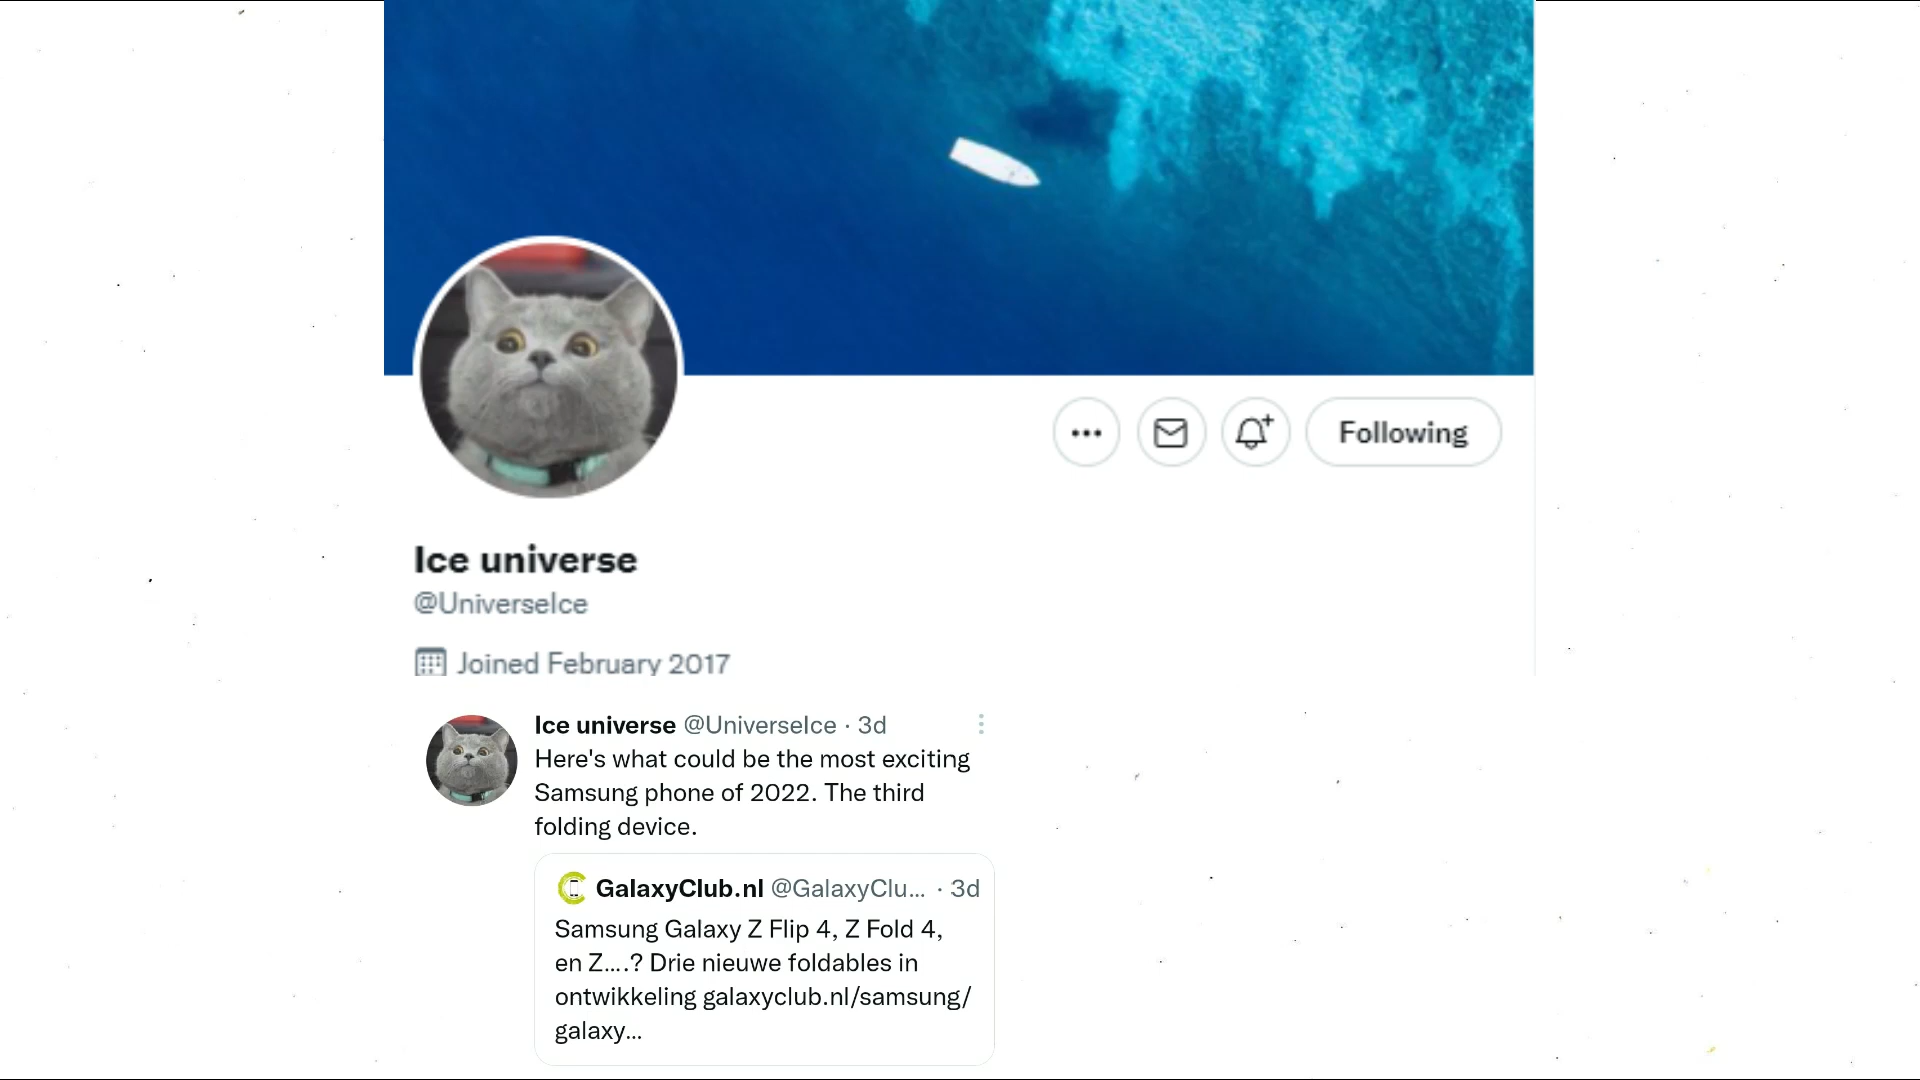 Following
Ice universe
@UniverseIce
Joined February 2017
Ice universe @UniverseIce · 3d
Here's what could be the most exciting
Samsung phone of 2022. The third
folding device.
GalaxyClub.nl @GalaxyClu... · 3d
Samsung Galaxy Z Flip 4, Z Fold 4,
en Z....? Drie nieuwe foldables in
ontwikkeling galaxyclub.nl/samsung/
galaxy...